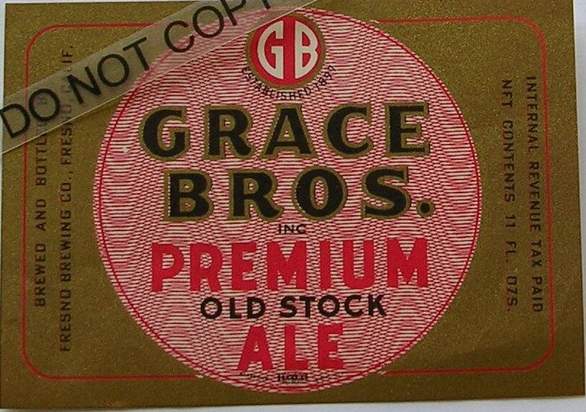 DO NOT COPY
GB
ESTABLISHED 1897
GRACE
BROS.
INC
PREMIUM
OLD STOCK
ALE
BREWED AND BOTTLED
FRESNO BREWING CO., FRESNO, CALIF.
INTERNAL REVENUE TAX PAID
NET CONTENTS 11 FL. OZS.